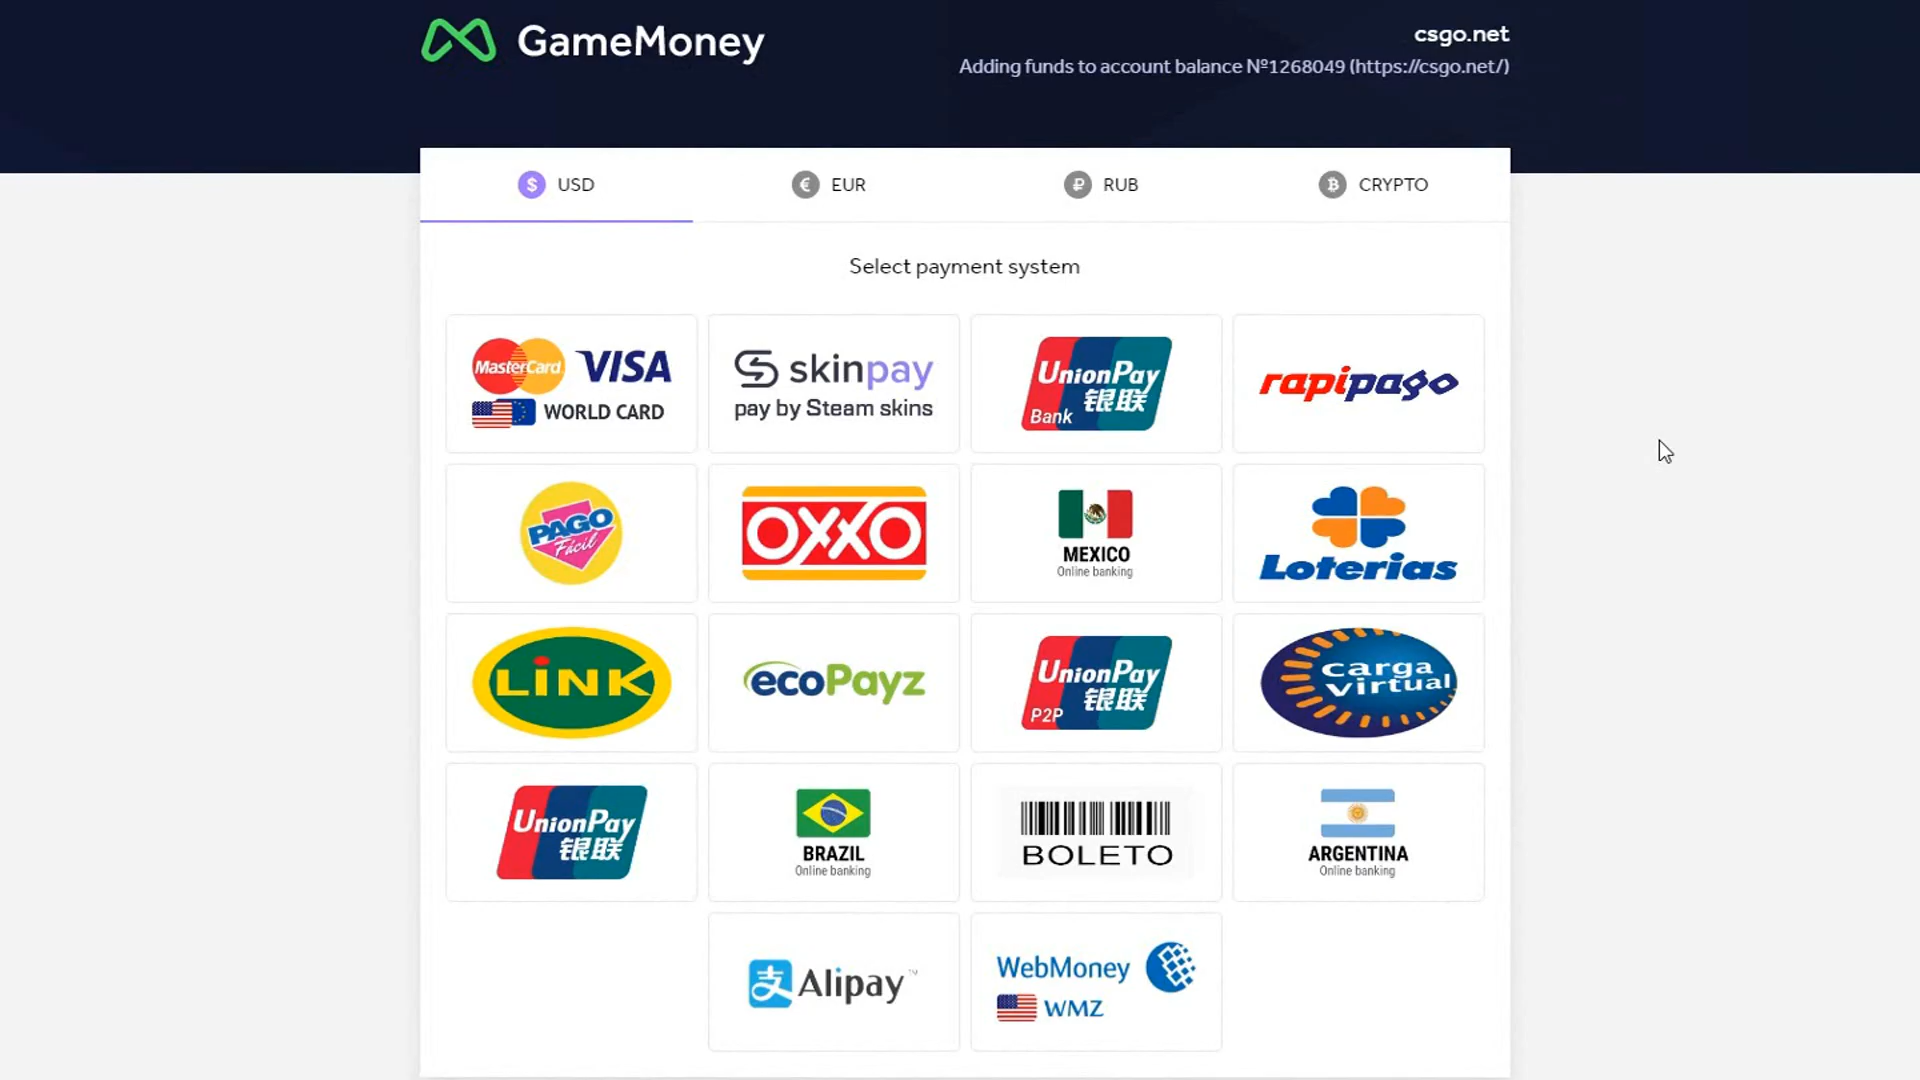 GameMoney
csgo.net
Adding funds to account balance №1268049 (https://csgo.net/)
$ USD
€ EUR
₽ RUB
₿ CRYPTO
Select payment system
MasterCard VISA
WORLD CARD
skinpay
pay by Steam skins
UnionPay
银联
Bank
rapipago
PAGO
Fácil
OXXO
MEXICO
Online banking
Loterias
LiNK
ecoPayz
UnionPay
银联
P2P
carga
virtual
UnionPay
银联
BRAZIL
Online banking
BOLETO
ARGENTINA
Online banking
支 Alipay™
WebMoney
WMZ